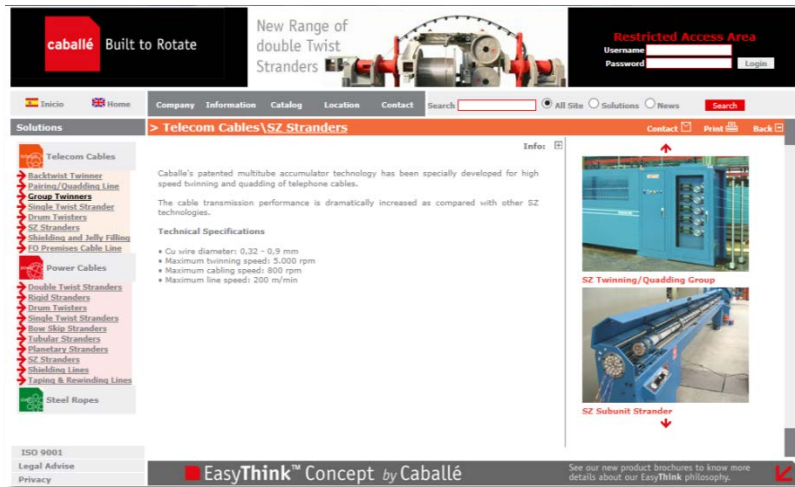 caballé Built to Rotate
New Range of
double Twist
Stranders
Restricted Access Area
Username
Password
Login
Inicio
Home
Company Information Catalog Location Contact
Search
All Site Solutions News
Search
Solutions
> Telecom Cables\SZ Stranders
Contact Print Back
Telecom Cables
Backtwist Twinner
Pairing/Quadding Line
Group Twinners
Single Twist Strander
Drum Twisters
SZ Stranders
Shielding and Jelly Filling
FO Premises Cable Line
Power Cables
Double Twist Stranders
Rigid Stranders
Drum Twisters
Single Twist Stranders
Bow Skip Stranders
Tubular Stranders
Planetary Stranders
SZ Stranders
Shielding Lines
Taping & Rewinding Lines
Steel Ropes
ISO 9001
Legal Advise
Privacy
Info:
Caballe's patented multitube accumulator technology has been specially developed for high
speed twinning and quadding of telephone cables.
The cable transmission performance is dramatically increased as compared with other SZ
technologies.
Technical Specifications
• Cu wire diameter: 0,32 - 0,9 mm
• Maximum twinning speed: 5.000 rpm
• Maximum cabling speed: 800 rpm
• Maximum line speed: 200 m/min
SZ Twinning/Quadding Group
SZ Subunit Strander
EasyThink™ Concept by Caballé
See our new product brochures to know more
details about our EasyThink philosophy.